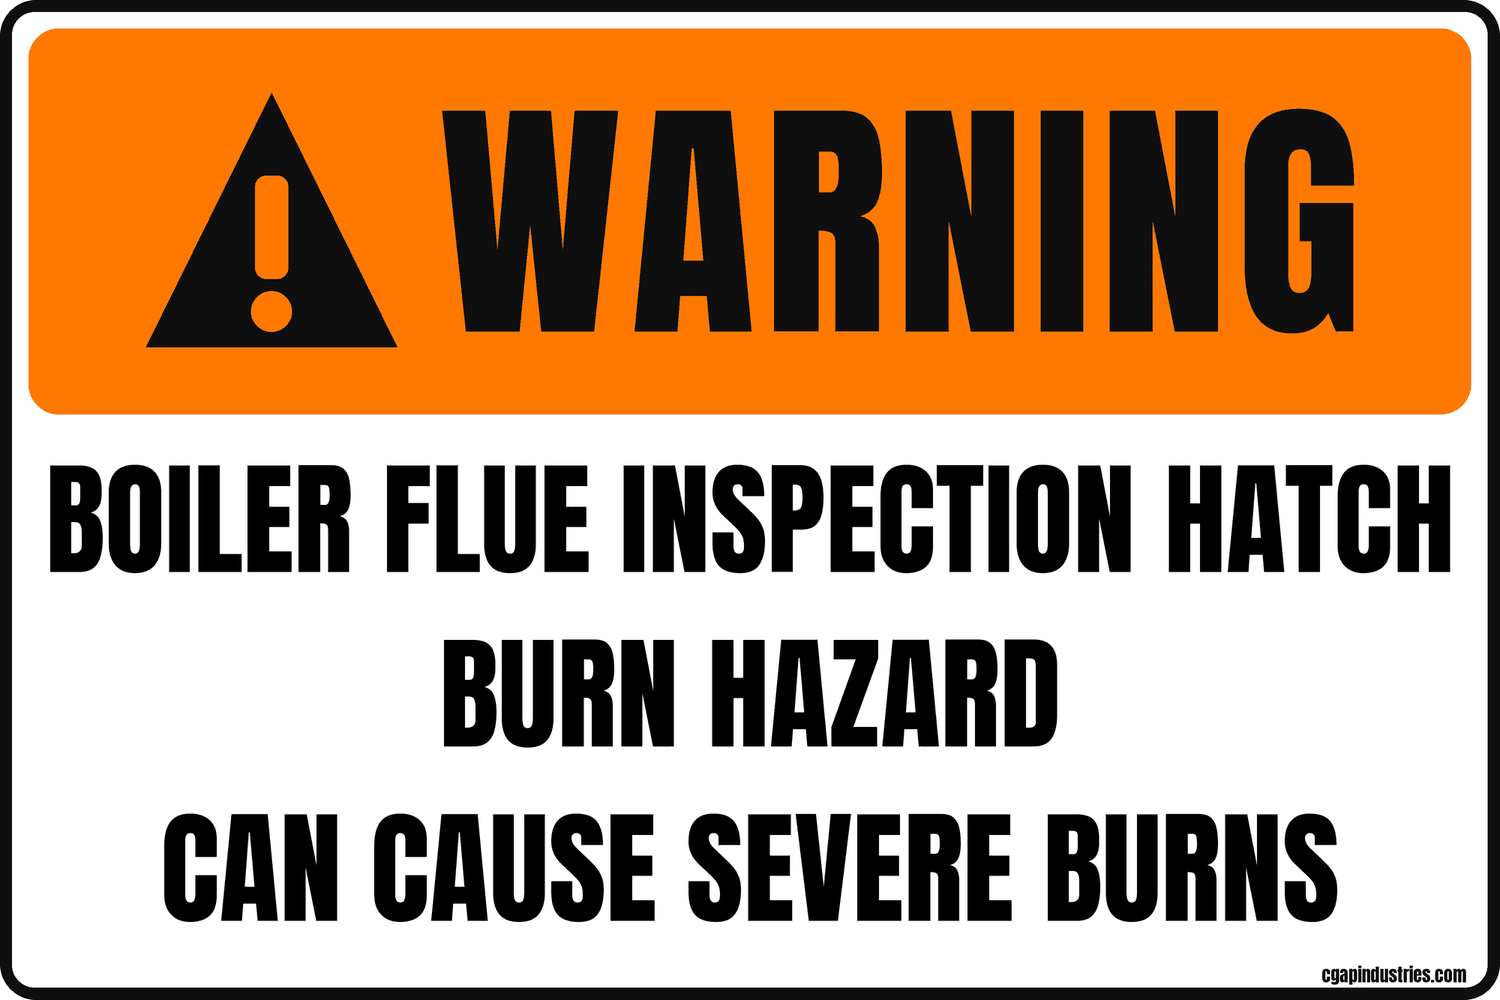 WARNING
BOILER FLUE INSPECTION HATCH
BURN HAZARD
CAN CAUSE SEVERE BURNS
cgapindustries.com